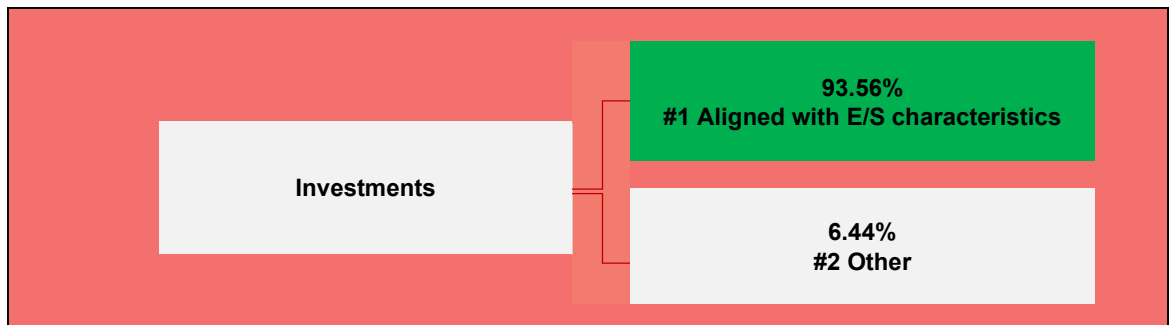 Investments
93.56%
#1 Aligned with E/S characteristics
6.44%
#2 Other